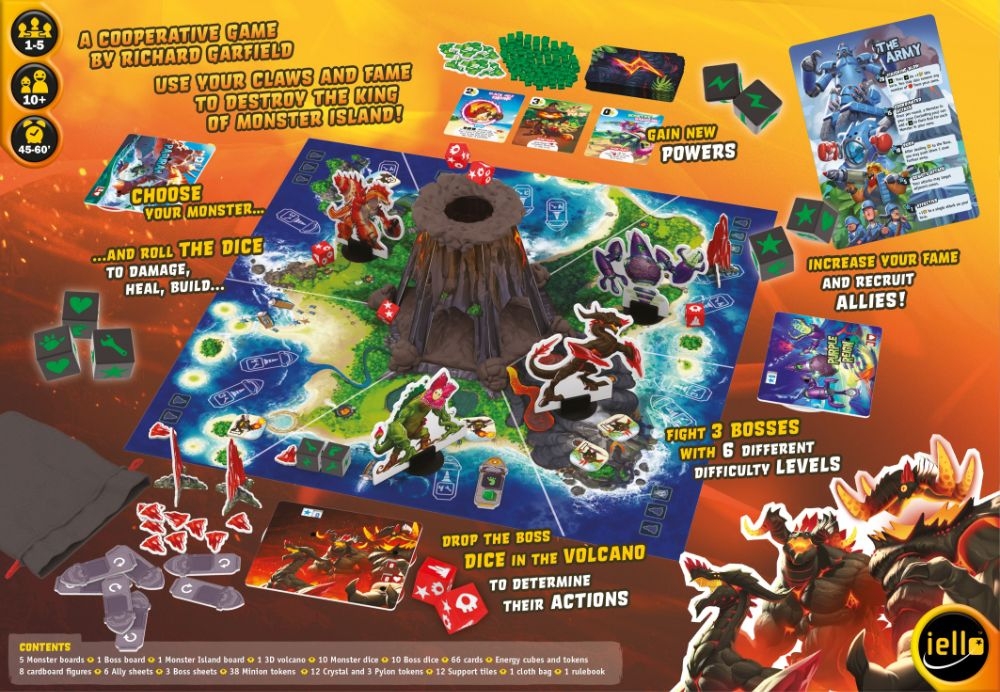 1-5
10+
45-60'
A COOPERATIVE GAME
BY RICHARD GARFIELD
USE YOUR CLAWS AND FAME
TO DESTROY THE KING
OF MONSTER ISLAND!
GAIN NEW
POWERS
THE
ARMY
CHOOSE
YOUR MONSTER...
...AND ROLL THE DICE
TO DAMAGE,
HEAL, BUILD...
INCREASE YOUR FAME
AND RECRUIT
ALLIES!
PURPLE
REIGN
FIGHT 3 BOSSES
WITH 6 DIFFERENT
DIFFICULTY LEVELS
DROP THE BOSS
DICE IN THE VOLCANO
TO DETERMINE
THEIR ACTIONS
iello
CONTENTS
5 Monster boards 1 Boss board 1 Monster Island board 1 3D volcano 10 Monster dice 10 Boss dice 66 cards Energy cubes and tokens
8 cardboard figures 6 Ally sheets 3 Boss sheets 38 Minion tokens 12 Crystal and 3 Pylon tokens 12 Support tiles 1 cloth bag 1 rulebook